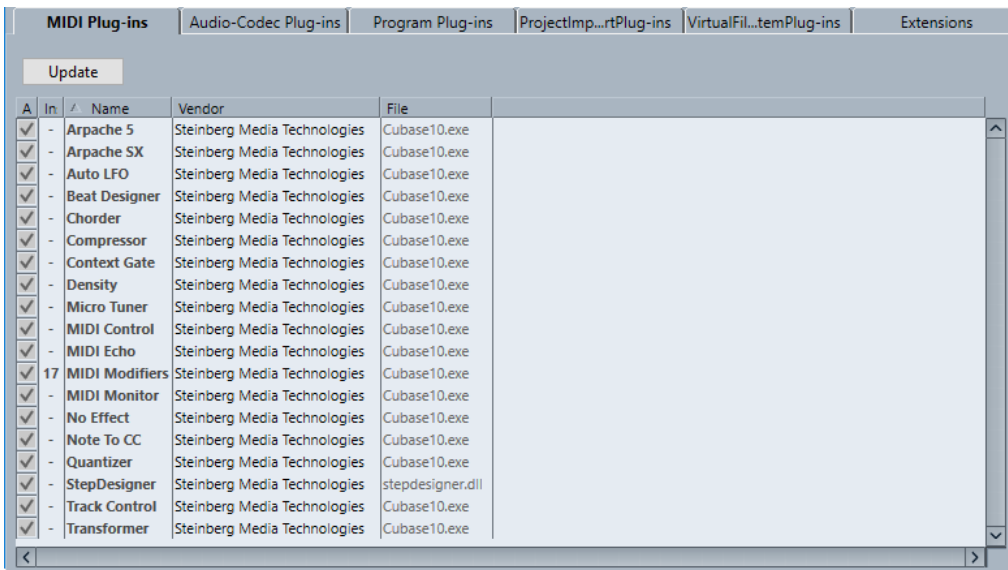 MIDI Plug-ins Audio-Codec Plug-ins Program Plug-ins ProjectImp...rtPlug-ins VirtualFil...temPlug-ins Extensions
Update
A In Name Vendor File
- Arpache 5 Steinberg Media Technologies Cubase10.exe
- Arpache SX Steinberg Media Technologies Cubase10.exe
- Auto LFO Steinberg Media Technologies Cubase10.exe
- Beat Designer Steinberg Media Technologies Cubase10.exe
- Chorder Steinberg Media Technologies Cubase10.exe
- Compressor Steinberg Media Technologies Cubase10.exe
- Context Gate Steinberg Media Technologies Cubase10.exe
- Density Steinberg Media Technologies Cubase10.exe
- Micro Tuner Steinberg Media Technologies Cubase10.exe
- MIDI Control Steinberg Media Technologies Cubase10.exe
- MIDI Echo Steinberg Media Technologies Cubase10.exe
17 MIDI Modifiers Steinberg Media Technologies Cubase10.exe
- MIDI Monitor Steinberg Media Technologies Cubase10.exe
- No Effect Steinberg Media Technologies Cubase10.exe
- Note To CC Steinberg Media Technologies Cubase10.exe
- Quantizer Steinberg Media Technologies Cubase10.exe
- StepDesigner Steinberg Media Technologies stepdesigner.dll
- Track Control Steinberg Media Technologies Cubase10.exe
- Transformer Steinberg Media Technologies Cubase10.exe